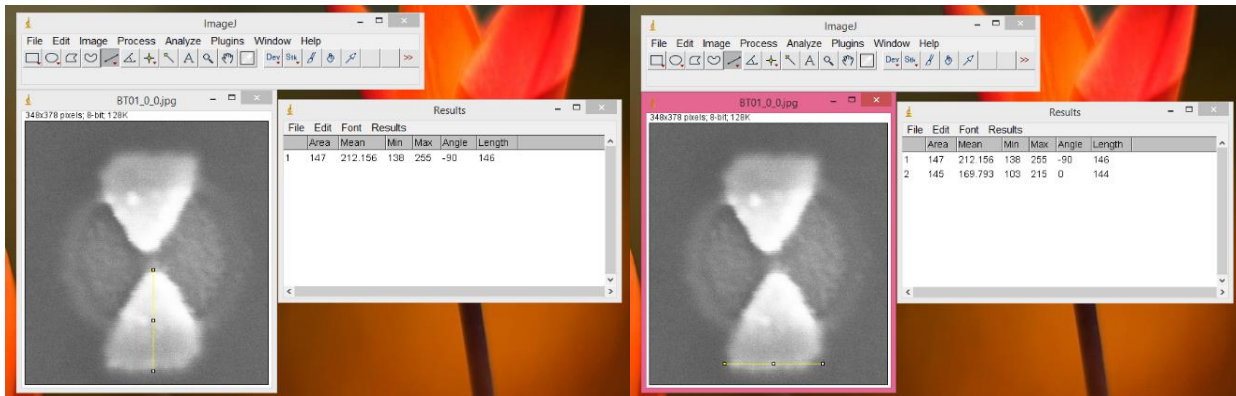 ImageJ
File Edit Image Process Analyze Plugins Window Help
A Dev Stk >>
BT01_0_0.jpg
348x378 pixels; 8-bit; 128K
Results
File Edit Font Results
Area Mean Min Max Angle Length
1 147 212.156 138 255 -90 146
ImageJ
File Edit Image Process Analyze Plugins Window Help
A Dev Stk >>
BT01_0_0.jpg
348x378 pixels; 8-bit; 128K
Results
File Edit Font Results
Area Mean Min Max Angle Length
1 147 212.156 138 255 -90 146
2 145 169.793 103 215 0 144